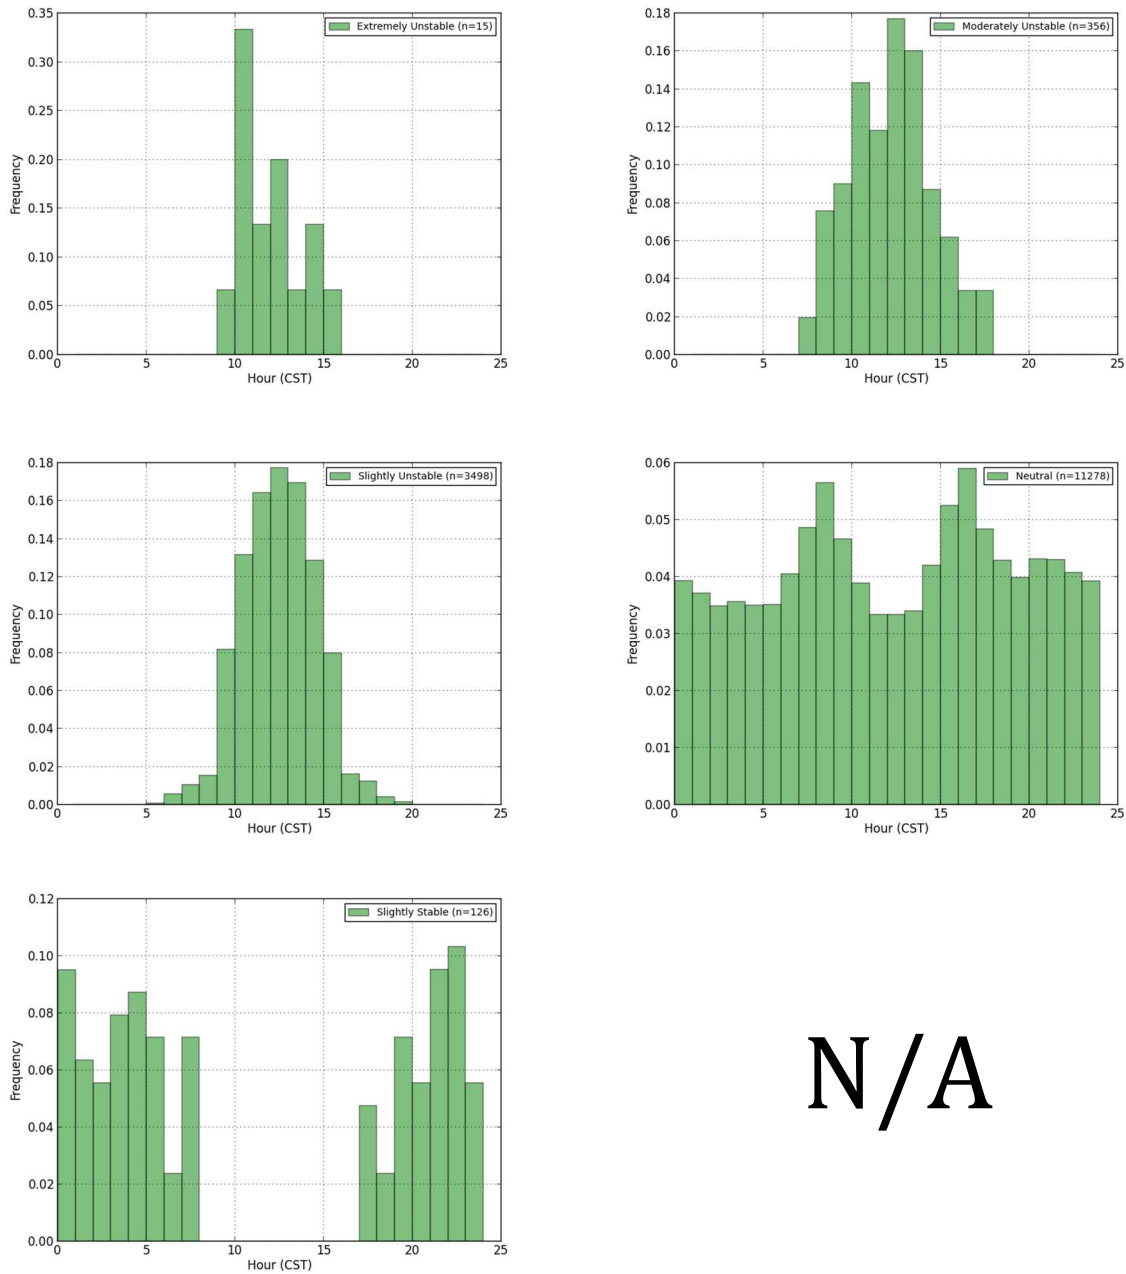 0.35
0.30
0.25
0.20
0.15
0.10
0.05
0.00
Frequency
Extremely Unstable (n=15)
0 5 10 15 20 25
Hour (CST)
0.18
0.16
0.14
0.12
0.10
0.08
0.06
0.04
0.02
0.00
Frequency
Moderately Unstable (n=356)
0 5 10 15 20 25
Hour (CST)
0.18
0.16
0.14
0.12
0.10
0.08
0.06
0.04
0.02
0.00
Frequency
Slightly Unstable (n=3498)
0 5 10 15 20 25
Hour (CST)
0.06
0.05
0.04
0.03
0.02
0.01
0.00
Frequency
Neutral (n=11278)
0 5 10 15 20 25
Hour (CST)
0.12
0.10
0.08
0.06
0.04
0.02
0.00
Frequency
Slightly Stable (n=126)
0 5 10 15 20 25
Hour (CST)
N/A